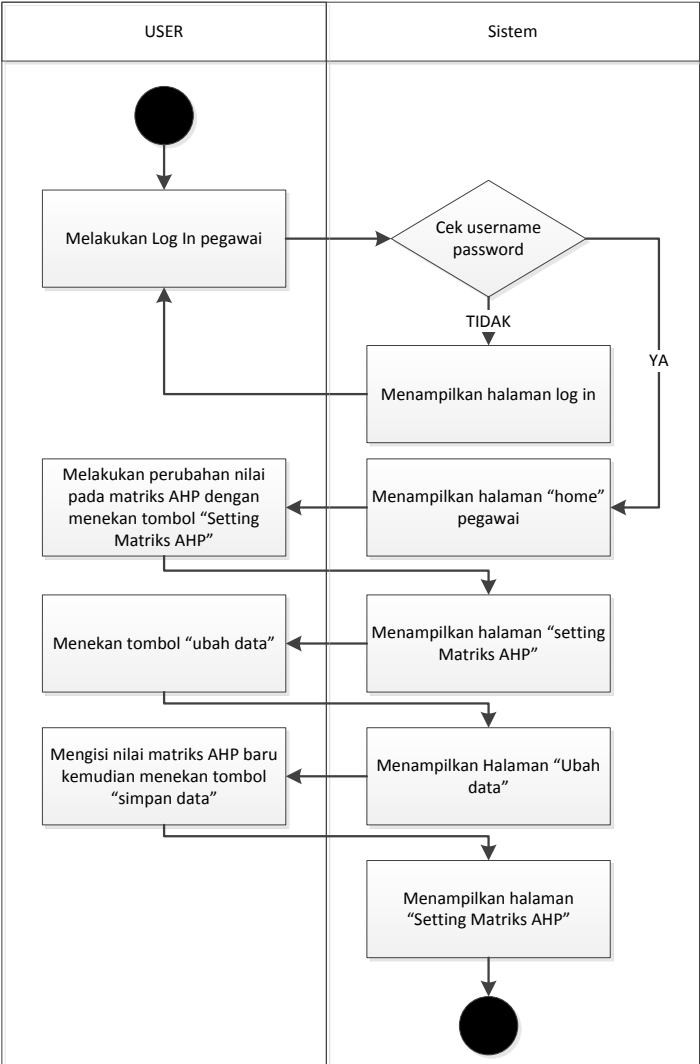 USER
Sistem
Melakukan Log In pegawai
Cek username
password
TIDAK
YA
Menampilkan halaman log in
Menampilkan halaman “home”
pegawai
Melakukan perubahan nilai
pada matriks AHP dengan
menekan tombol “Setting
Matriks AHP”
Menampilkan halaman “setting
Matriks AHP”
Menekan tombol “ubah data”
Menampilkan Halaman “Ubah
data”
Mengisi nilai matriks AHP baru
kemudian menekan tombol
“simpan data”
Menampilkan halaman
“Setting Matriks AHP”